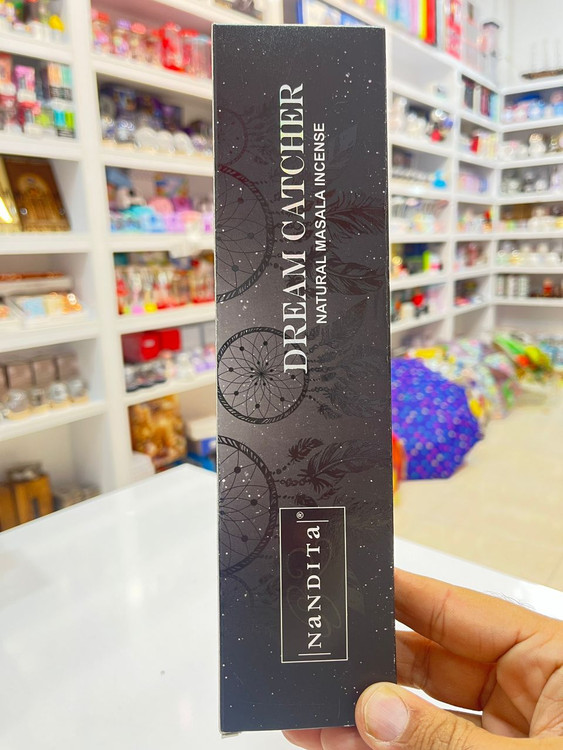 DREAM CATCHER
NATURAL MASALA INCENSE
NaNDITa®